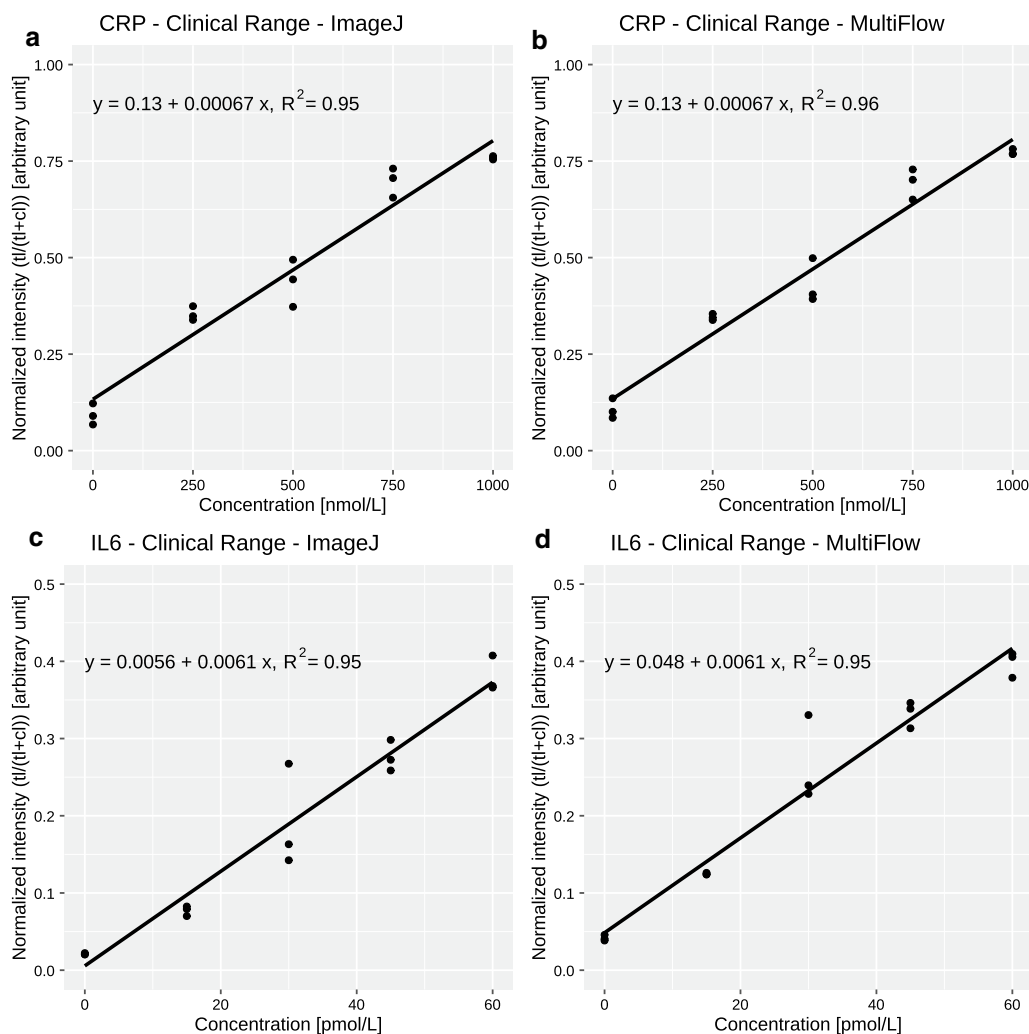 a
CRP - Clinical Range - ImageJ
Normalized intensity (tl/(tl+cl)) [arbitrary unit]
1.00
0.75
0.50
0.25
0.00
y = 0.13 + 0.00067 x, R2= 0.95
0 250 500 750 1000
Concentration [nmol/L]
b
CRP - Clinical Range - MultiFlow
Normalized intensity (tl/(tl+cl)) [arbitrary unit]
1.00
0.75
0.50
0.25
0.00
y = 0.13 + 0.00067 x, R2= 0.96
0 250 500 750 1000
Concentration [nmol/L]
c
IL6 - Clinical Range - ImageJ
Normalized intensity (tl/(tl+cl)) [arbitrary unit]
0.5
0.4
0.3
0.2
0.1
0.0
y = 0.0056 + 0.0061 x, R2= 0.95
0 20 40 60
Concentration [pmol/L]
d
IL6 - Clinical Range - MultiFlow
Normalized intensity (tl/(tl+cl)) [arbitrary unit]
0.5
0.4
0.3
0.2
0.1
0.0
y = 0.048 + 0.0061 x, R2= 0.95
0 20 40 60
Concentration [pmol/L]